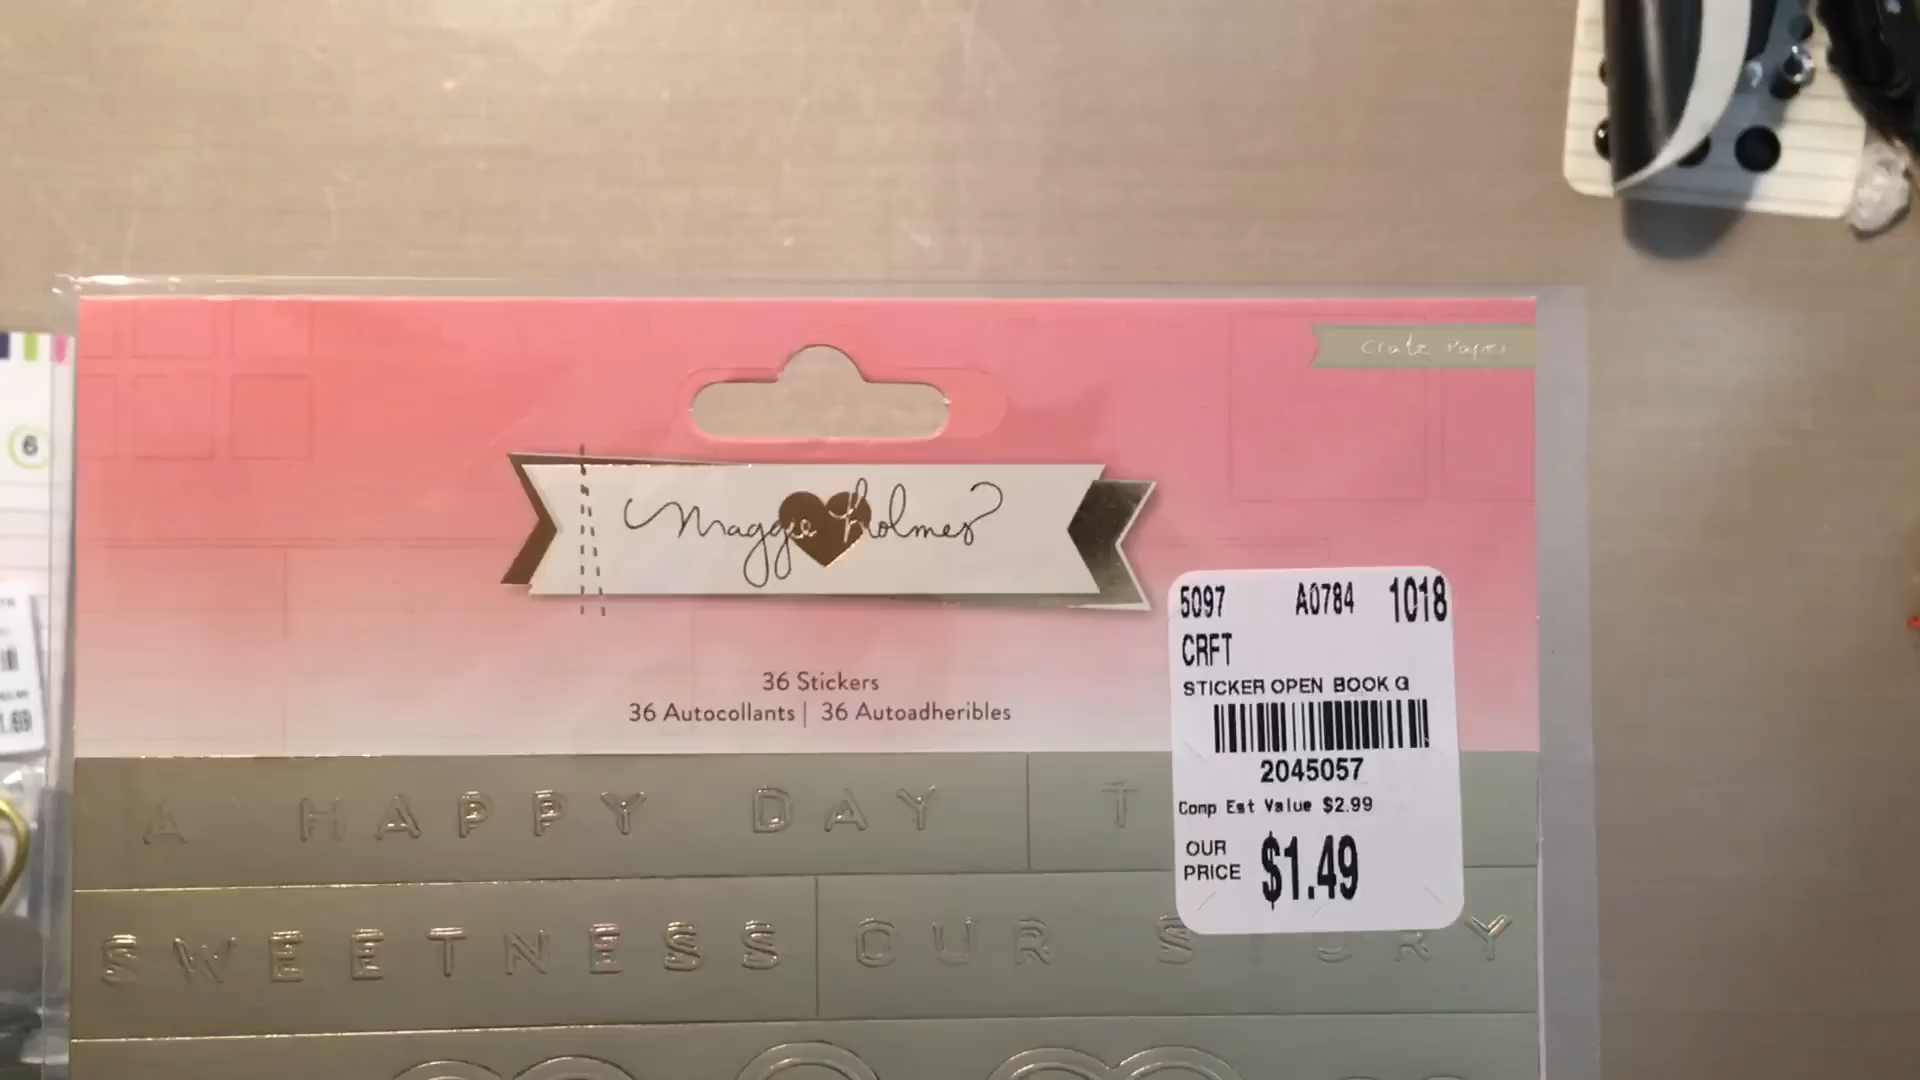 Crate Paper
maggie holmes
36 Stickers
36 Autocollants | 36 Autoadheribles
5097 A0784 1018
CRFT
STICKER OPEN BOOK G
2045057
Comp Est Value $2.99
OUR PRICE $1.49
A HAPPY DAY
SWEETNESS OUR STORY
6